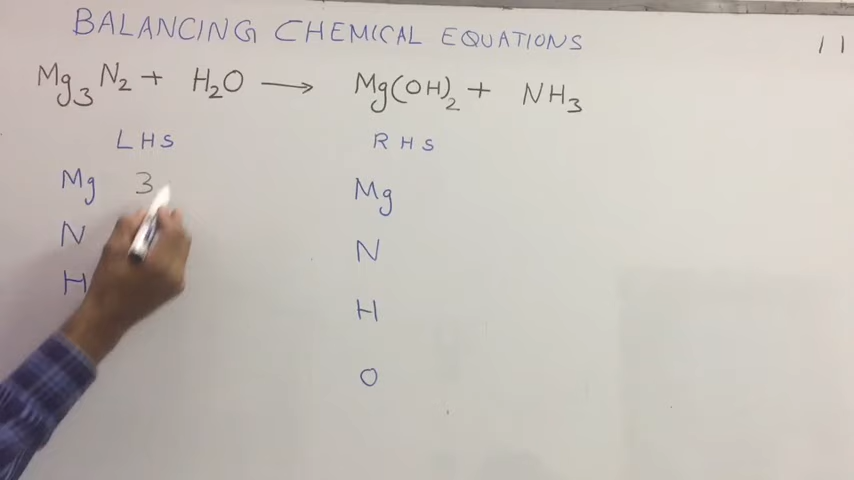 BALANCING CHEMICAL EQUATIONS
11
Mg₃N₂ + H₂O → Mg(OH)₂ + NH₃
LHS RHS
Mg 3 Mg
N N
H H
O